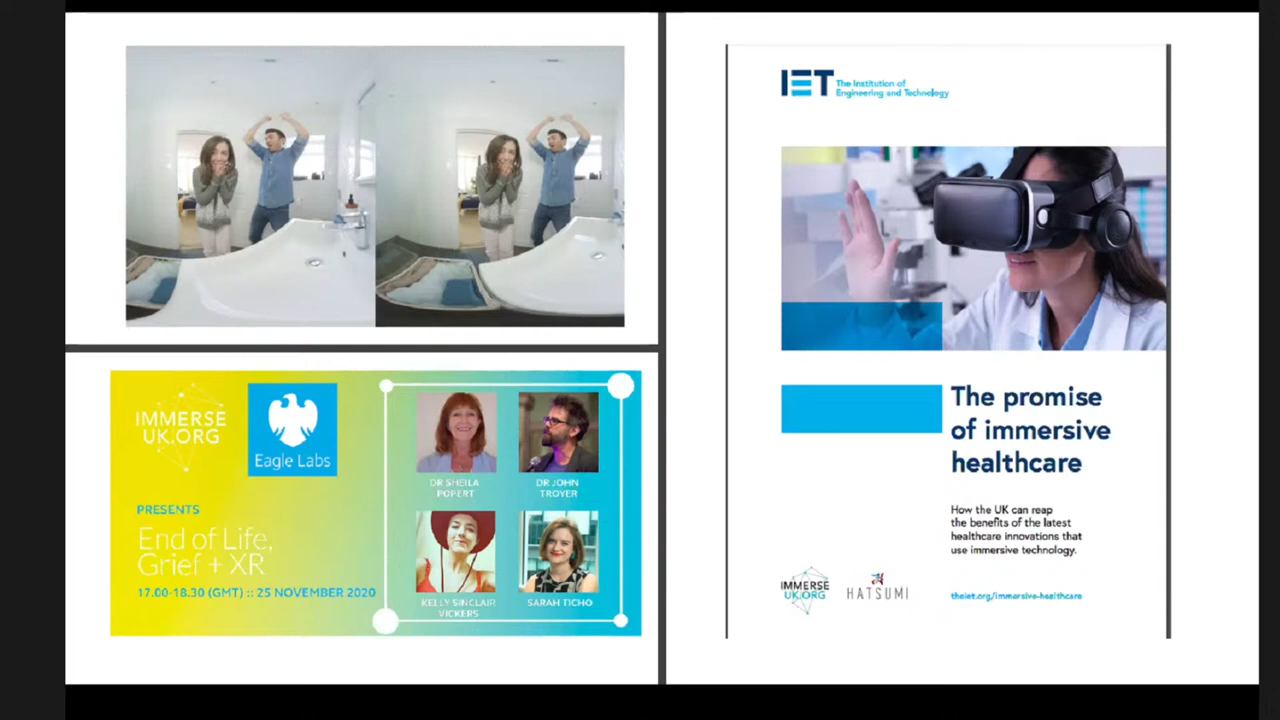 IMMERSE
UK.ORG
Eagle Labs
PRESENTS
End of Life,
Grief + XR
17.00-18.30 (GMT) :: 25 NOVEMBER 2020
DR SHEILA
POPERT
DR JOHN
TROYER
KELLY SINCLAIR
VICKERS
SARAH TICHO
IET The Institution of
Engineering and Technology
The promise
of immersive
healthcare
How the UK can reap
the benefits of the latest
healthcare innovations that
use immersive technology.
IMMERSE
UK.ORG
HATSUMI
theiet.org/immersive-healthcare